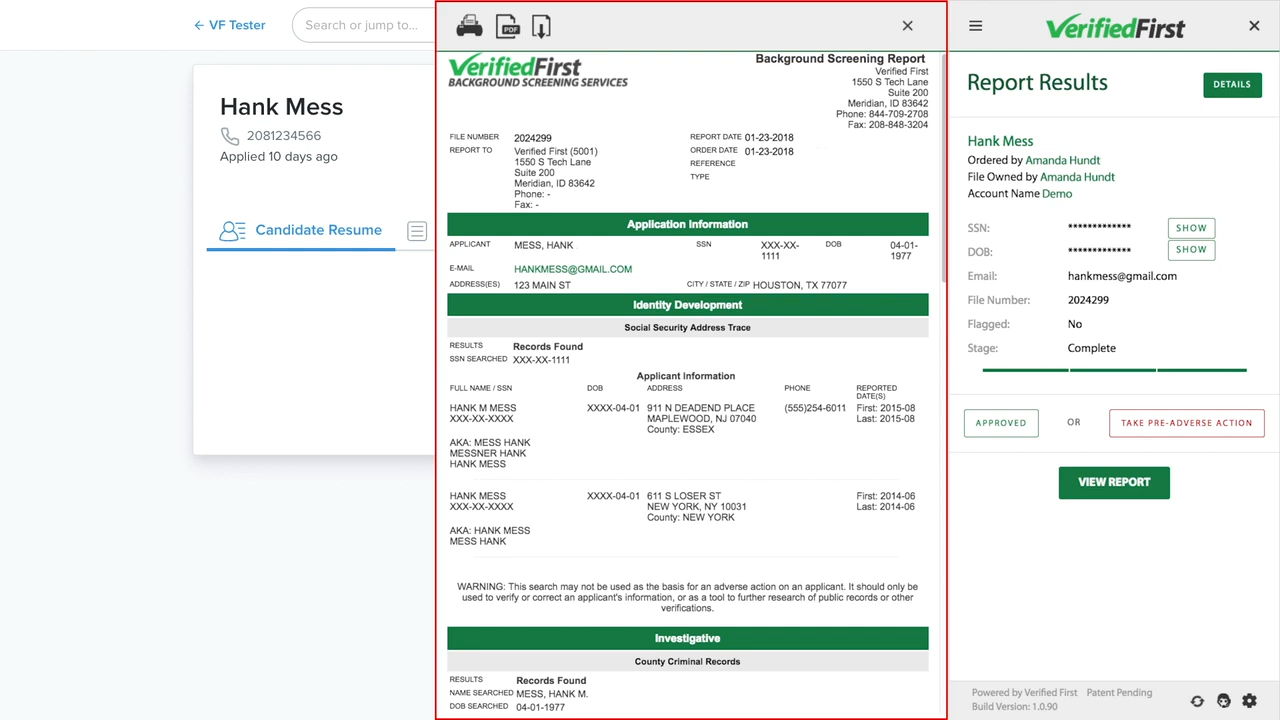 VF Tester
Search or jump to...
Hank Mess
2081234566
Applied 10 days ago
Candidate Resume
PDF
VerifiedFirst
BACKGROUND SCREENING SERVICES
Background Screening Report
Verified First
1550 S Tech Lane
Suite 200
Meridian, ID 83642
Phone: 844-709-2708
Fax: 208-848-3204
FILE NUMBER 2024299
REPORT TO Verified First (5001)
1550 S Tech Lane
Suite 200
Meridian, ID 83642
Phone: -
Fax: -
REPORT DATE 01-23-2018
ORDER DATE 01-23-2018
REFERENCE
TYPE
Application Information
APPLICANT MESS, HANK SSN XXX-XX-1111 DOB 04-01-1977
E-MAIL HANKMESS@GMAIL.COM
ADDRESS(ES) 123 MAIN ST CITY / STATE / ZIP HOUSTON, TX 77077
Identity Development
Social Security Address Trace
RESULTS Records Found
SSN SEARCHED XXX-XX-1111
Applicant Information
FULL NAME / SSN DOB ADDRESS PHONE REPORTED DATE(S)
HANK M MESS XXXX-04-01 911 N DEADEND PLACE (555)254-6011 First: 2015-08
XXX-XX-XXXX MAPLEWOOD, NJ 07040 Last: 2015-08
County: ESSEX
AKA: MESS HANK
MESSNER HANK
HANK MESS
HANK MESS XXXX-04-01 611 S LOSER ST First: 2014-06
XXX-XX-XXXX NEW YORK, NY 10031 Last: 2014-06
County: NEW YORK
AKA: HANK MESS
MESS HANK
WARNING: This search may not be used as the basis for an adverse action on an applicant. It should only be
used to verify or correct an applicant's information, or as a tool to further research of public records or other
verifications.
Investigative
County Criminal Records
RESULTS Records Found
NAME SEARCHED MESS, HANK M.
DOB SEARCHED 04-01-1977
VerifiedFirst
Report Results
DETAILS
Hank Mess
Ordered by Amanda Hundt
File Owned by Amanda Hundt
Account Name Demo
SSN: ************* SHOW
DOB: ************* SHOW
Email: hankmess@gmail.com
File Number: 2024299
Flagged: No
Stage: Complete
APPROVED OR TAKE PRE-ADVERSE ACTION
VIEW REPORT
Powered by Verified First Patent Pending
Build Version: 1.0.90